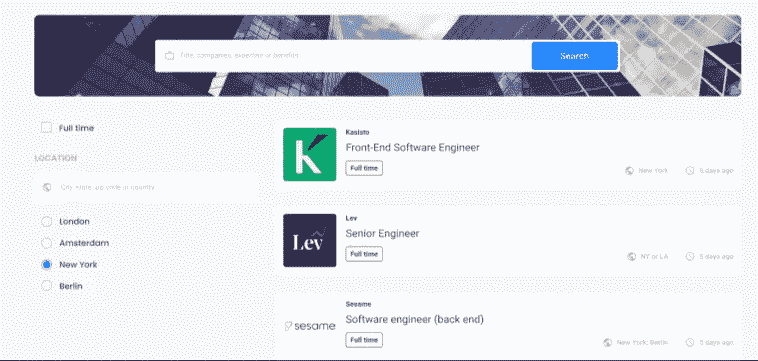 Title, companies, expertise or benefits
Search
Full time
LOCATION
City, state, zip code or country
London
Amsterdam
New York
Berlin
K
Kasisto
Front-End Software Engineer
Full time
New York
5 days ago
Lev
Lev
Senior Engineer
Full time
NY or LA
5 days ago
sesame
Sesame
Software engineer (back end)
Full time
New York, Berlin
5 days ago